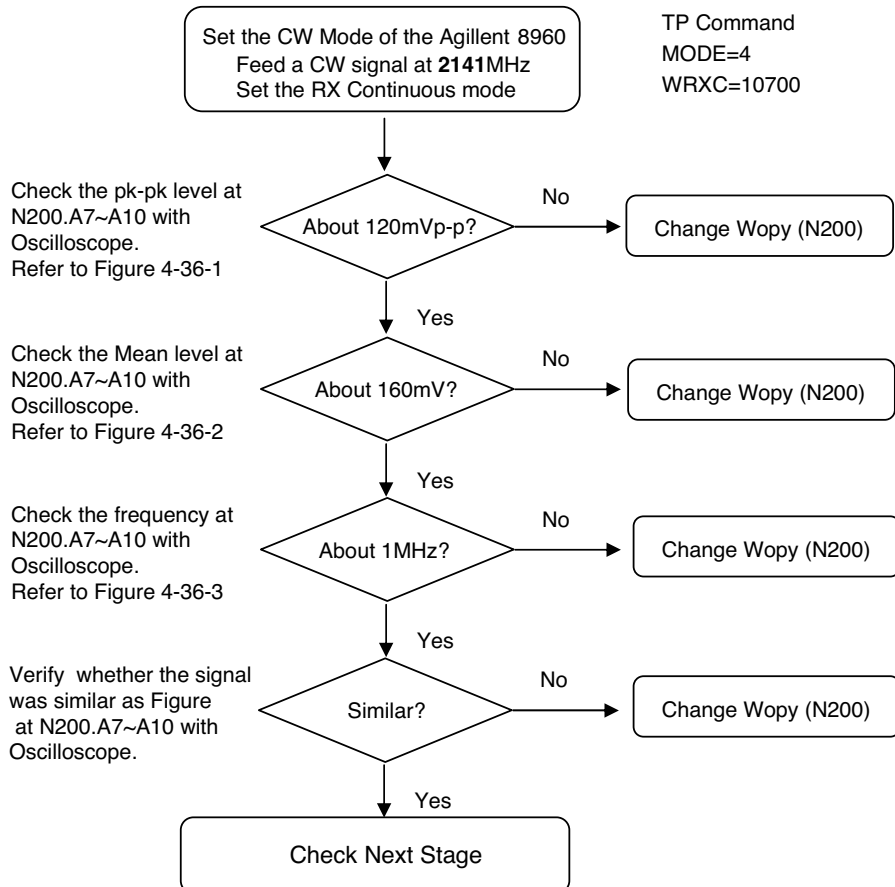 Set the CW Mode of the Agillent 8960
Feed a CW signal at 2141MHz
Set the RX Continuous mode
TP Command
MODE=4
WRXC=10700
Check the pk-pk level at
N200.A7~A10 with
Oscilloscope.
Refer to Figure 4-36-1
About 120mVp-p?
No
Change Wopy (N200)
Yes
Check the Mean level at
N200.A7~A10 with
Oscilloscope.
Refer to Figure 4-36-2
About 160mV?
No
Change Wopy (N200)
Yes
Check the frequency at
N200.A7~A10 with
Oscilloscope.
Refer to Figure 4-36-3
About 1MHz?
No
Change Wopy (N200)
Yes
Verify whether the signal
was similar as Figure
at N200.A7~A10 with
Oscilloscope.
Similar?
No
Change Wopy (N200)
Yes
Check Next Stage